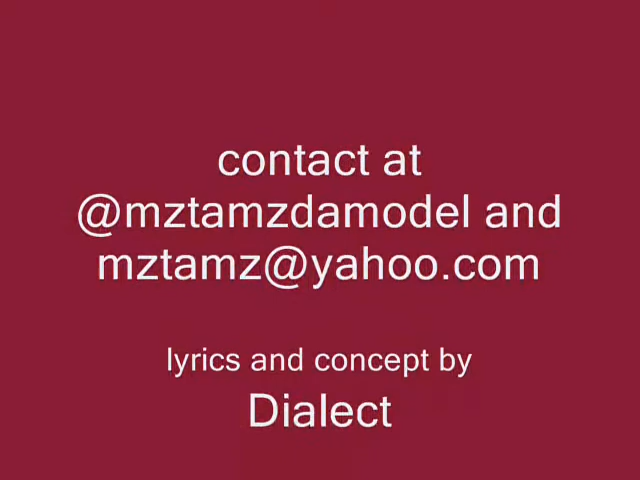 contact at
@mztamzdamodel and
mztamz@yahoo.com
lyrics and concept by
Dialect